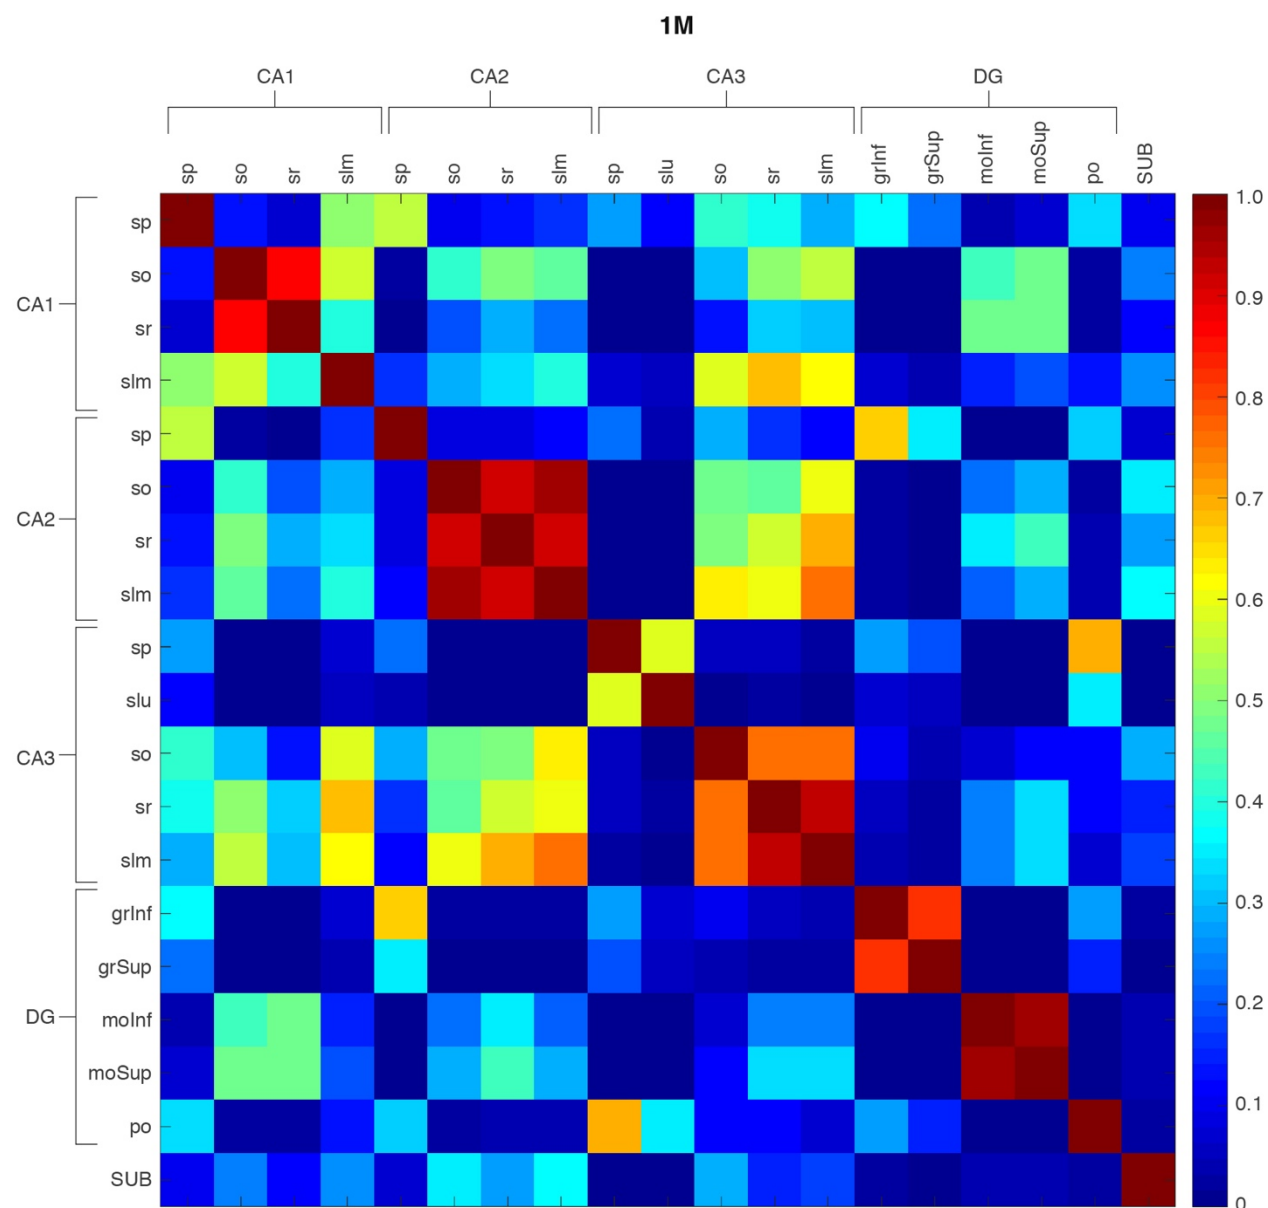 1M
CA1 CA2 CA3 DG
sp so sr slm sp so sr slm sp slu so sr slm grInf grSup moInf moSup po SUB
CA1
sp
so
sr
slm
CA2
sp
so
sr
slm
CA3
sp
slu
so
sr
slm
DG
grInf
grSup
moInf
moSup
po
SUB
1.0
0.9
0.8
0.7
0.6
0.5
0.4
0.3
0.2
0.1
0